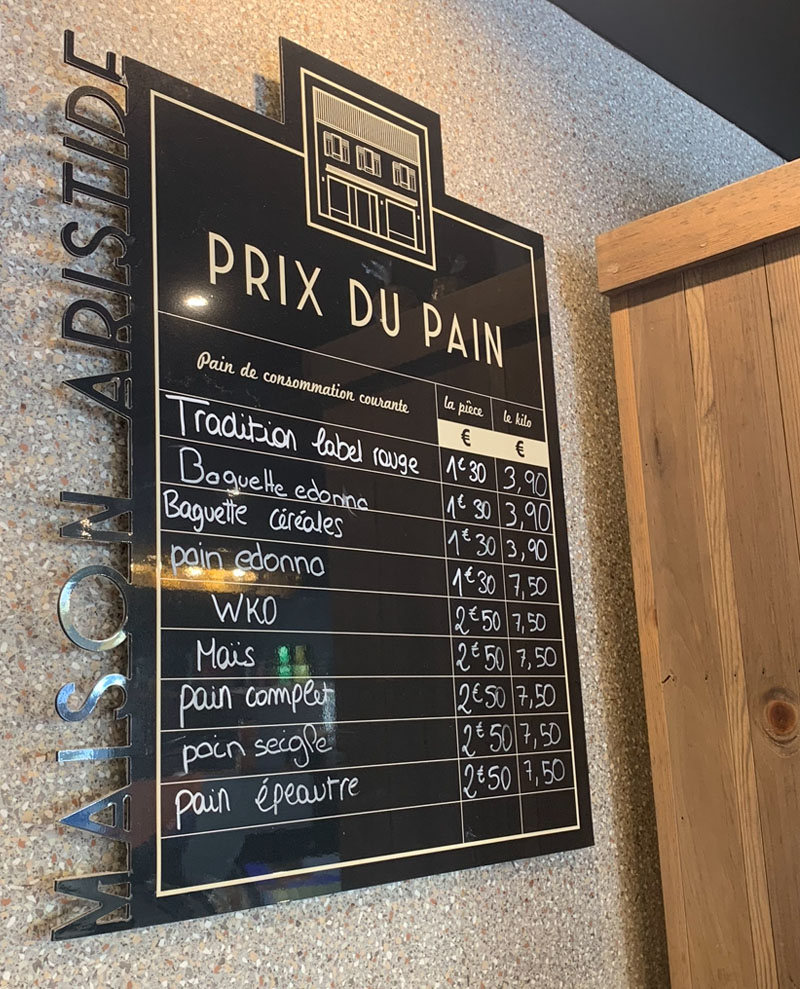 MAISON ARISTIDE
PRIX DU PAIN
Pain de consommation courante la pièce le kilo
€ €
Tradition label rouge 1€30 3,90
Baguette edonna 1€30 3,90
Baguette céréales 1€30 3,90
pain edonna 1€30 7,50
WKO 2€50 7,50
Maïs 2€50 7,50
pain complet 2€50 7,50
pain seigle 2€50 7,50
pain épeautre 2€50 7,50